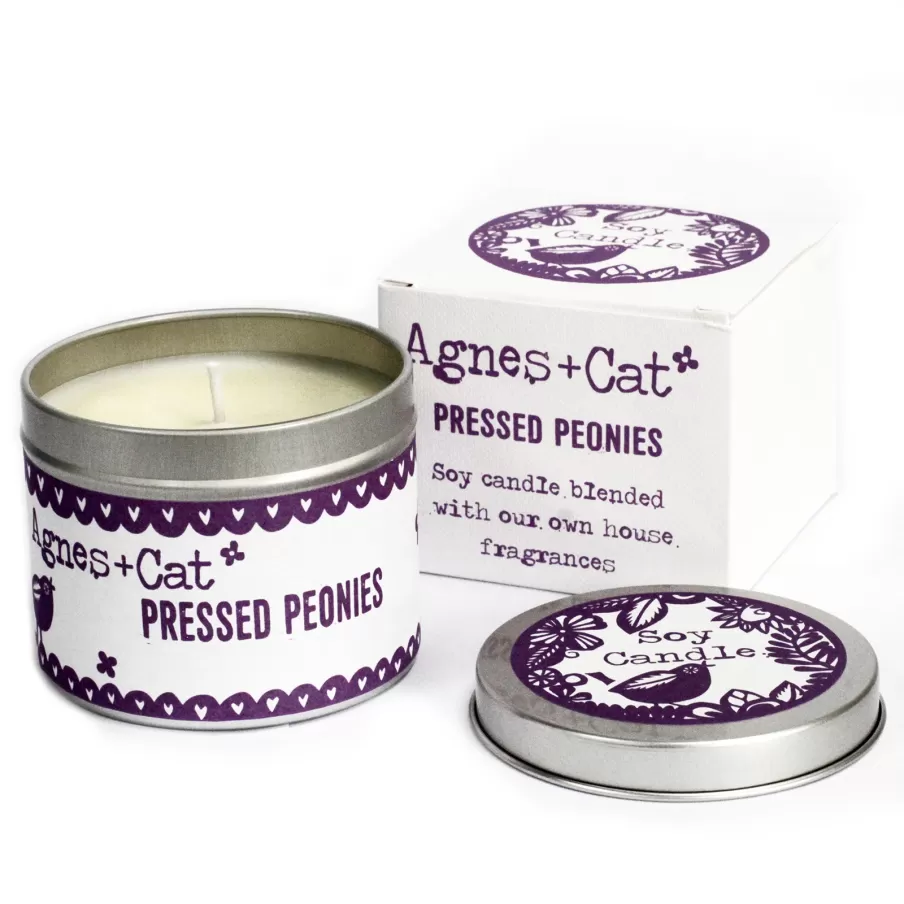 Soy
Candle
Agnes+Cat
PRESSED PEONIES
Soy candle blended
with our own house
fragrances
Agnes+Cat
PRESSED PEONIES
Soy
Candle